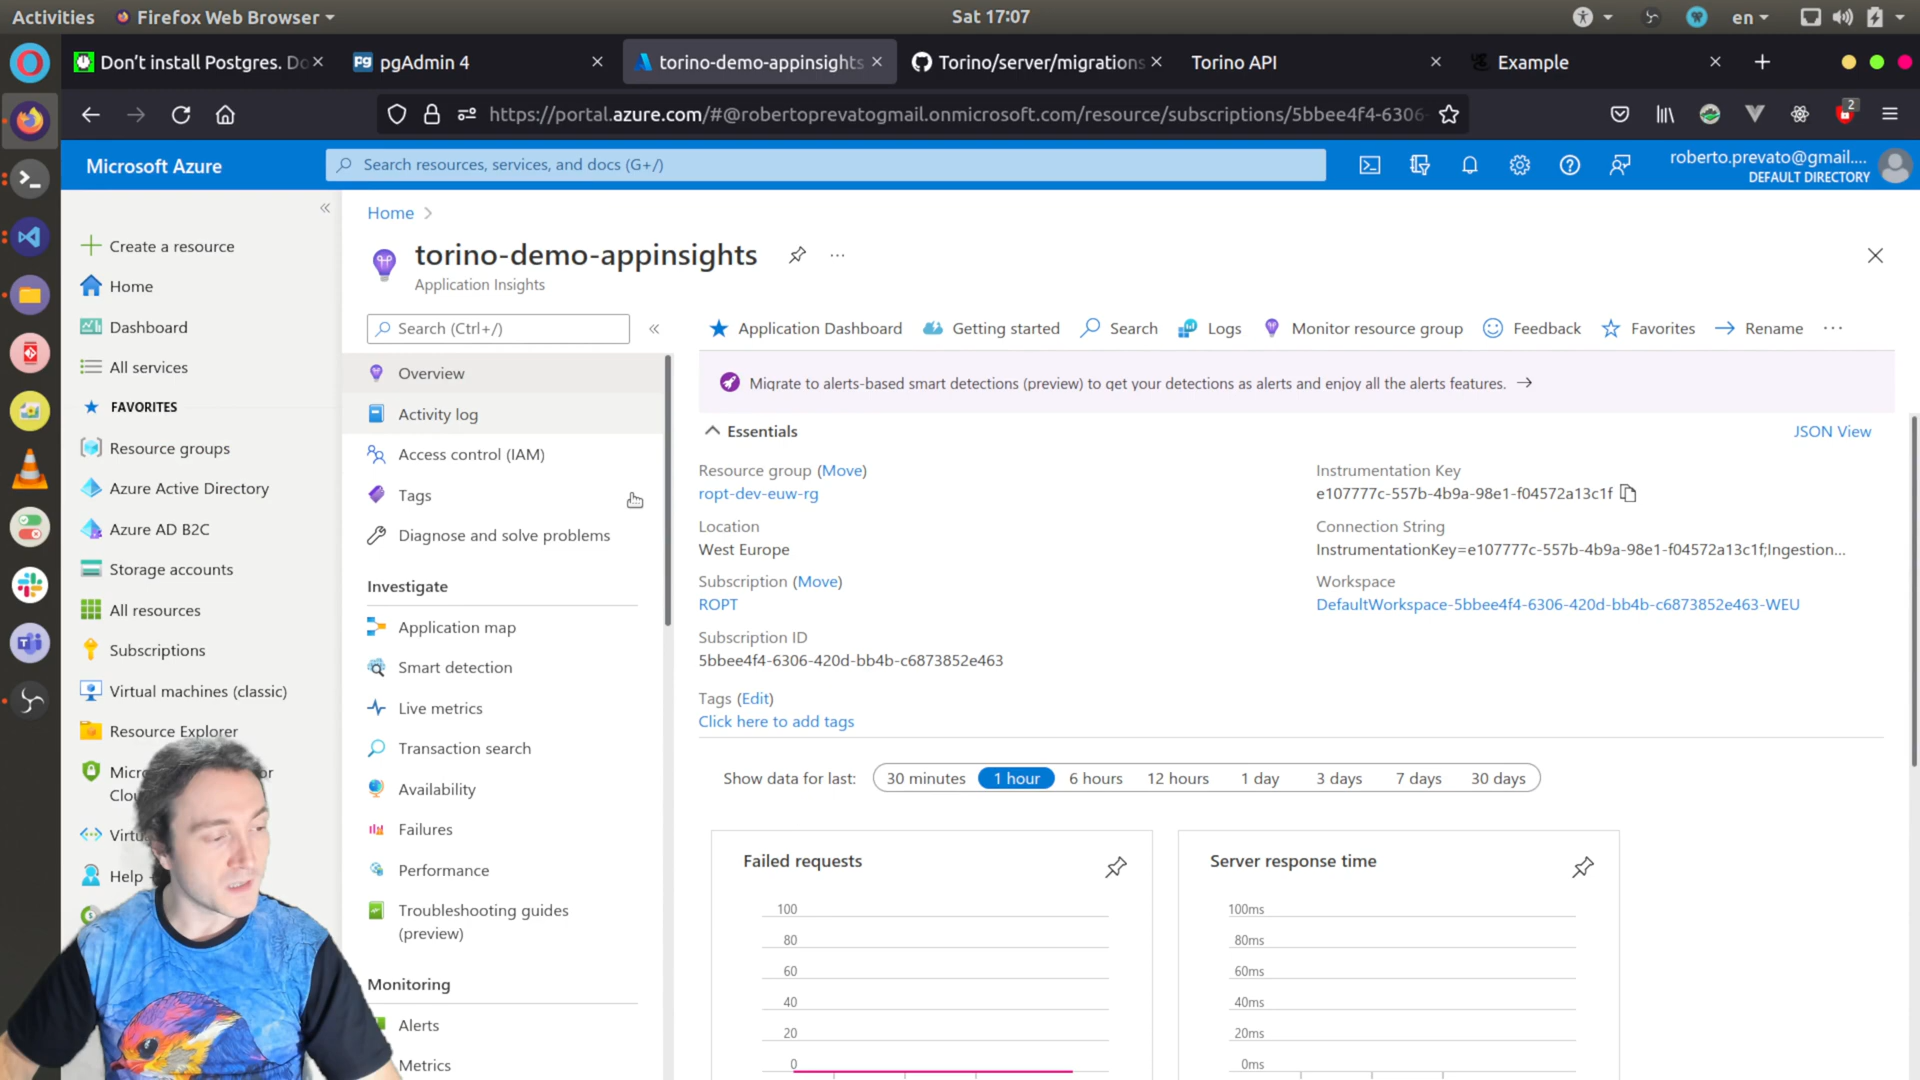 Activities
Firefox Web Browser
Sat 17:07
en
Don't install Postgres. Do
pgAdmin 4
torino-demo-appinsights
Torino/server/migrations
Torino API
Example
https://portal.azure.com/#@robertoprevatogmail.onmicrosoft.com/resource/subscriptions/5bbee4f4-6306-
2
Microsoft Azure
Search resources, services, and docs (G+/)
roberto.prevato@gmail....
DEFAULT DIRECTORY
Create a resource
Home
Dashboard
All services
FAVORITES
Resource groups
Azure Active Directory
Azure AD B2C
Storage accounts
All resources
Subscriptions
Virtual machines (classic)
Resource Explorer
Help
Home
torino-demo-appinsights
...
Application Insights
Search (Ctrl+/)
Overview
Activity log
Access control (IAM)
Tags
Diagnose and solve problems
Investigate
Application map
Smart detection
Live metrics
Transaction search
Availability
Failures
Performance
Troubleshooting guides
(preview)
Monitoring
Alerts
Metrics
Application Dashboard
Getting started
Search
Logs
Monitor resource group
Feedback
Favorites
Rename
...
Migrate to alerts-based smart detections (preview) to get your detections as alerts and enjoy all the alerts features.
Essentials
JSON View
Resource group (Move)
ropt-dev-euw-rg
Location
West Europe
Subscription (Move)
ROPT
Subscription ID
5bbee4f4-6306-420d-bb4b-c6873852e463
Tags (Edit)
Click here to add tags
Instrumentation Key
e107777c-557b-4b9a-98e1-f04572a13c1f
Connection String
InstrumentationKey=e107777c-557b-4b9a-98e1-f04572a13c1f;Ingestion...
Workspace
DefaultWorkspace-5bbee4f4-6306-420d-bb4b-c6873852e463-WEU
Show data for last:
30 minutes
1 hour
6 hours
12 hours
1 day
3 days
7 days
30 days
Failed requests
100
80
60
40
20
0
Server response time
100ms
80ms
60ms
40ms
20ms
0ms